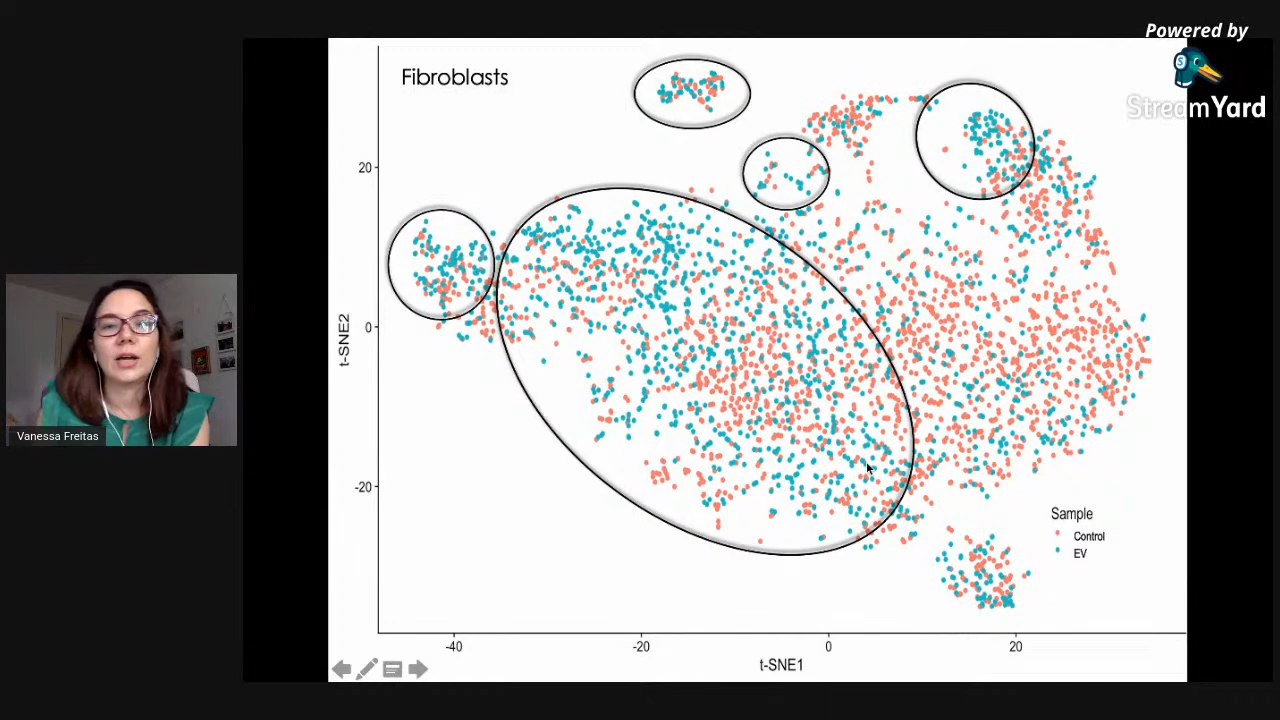 Powered by
StreamYard
Fibroblasts
20
0
-20
t-SNE2
-40
-20
0
20
t-SNE1
Sample
Control
EV
Vanessa Freitas